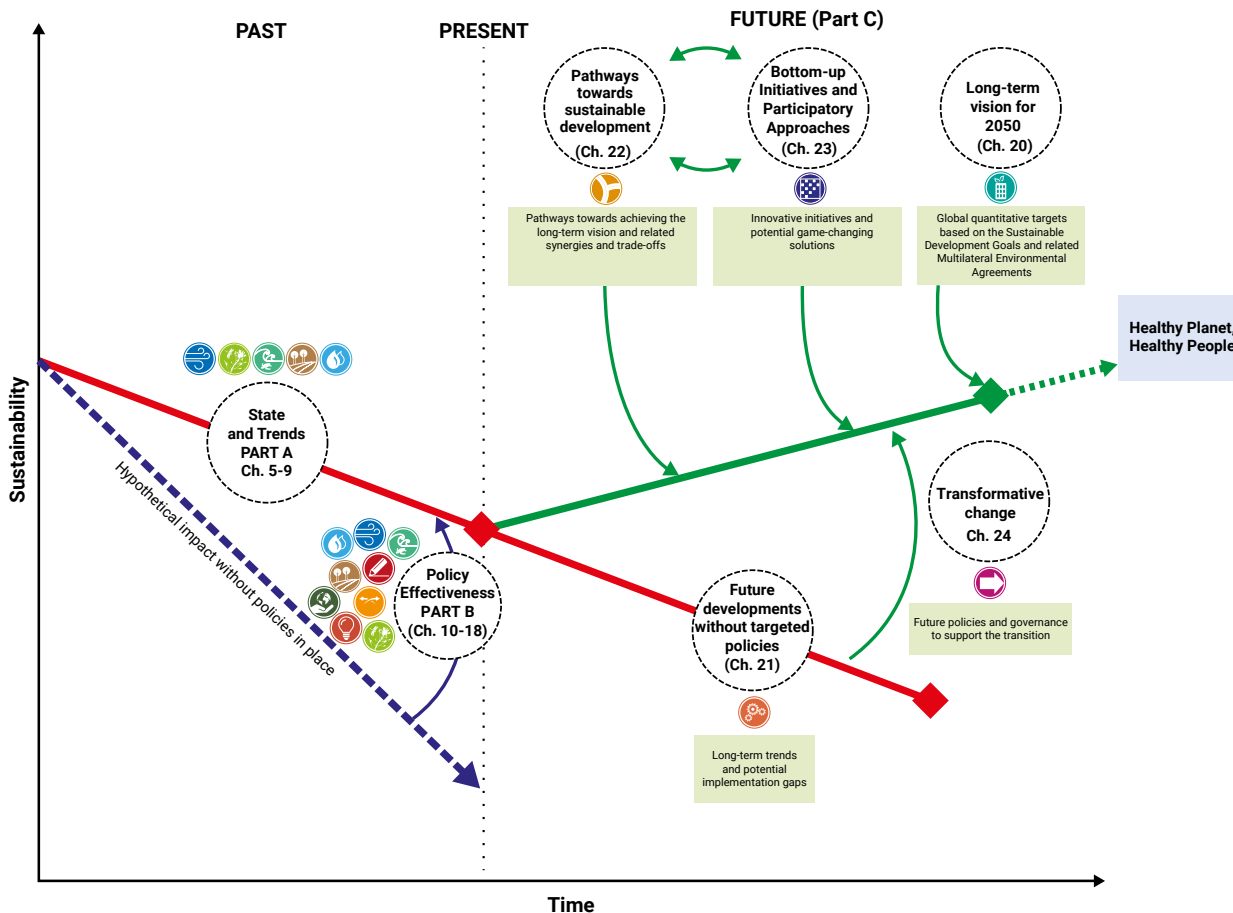 PAST
PRESENT
FUTURE (Part C)
Pathways
towards
sustainable
development
(Ch. 22)
Bottom-up
Initiatives and
Participatory
Approaches
(Ch. 23)
Long-term
vision for
2050
(Ch. 20)
Pathways towards achieving the
long-term vision and related
synergies and trade-offs
Innovative initiatives and
potential game-changing
solutions
Global quantitative targets
based on the Sustainable
Development Goals and related
Multilateral Environmental
Agreements
Healthy Planet,
Healthy People
Sustainability
State
and Trends
PART A
Ch. 5-9
Hypothetical impact without policies in place
Policy
Effectiveness
PART B
(Ch. 10-18)
Transformative
change
Ch. 24
Future policies and governance
to support the transition
Future
developments
without targeted
policies
(Ch. 21)
Long-term trends
and potential
implementation gaps
Time